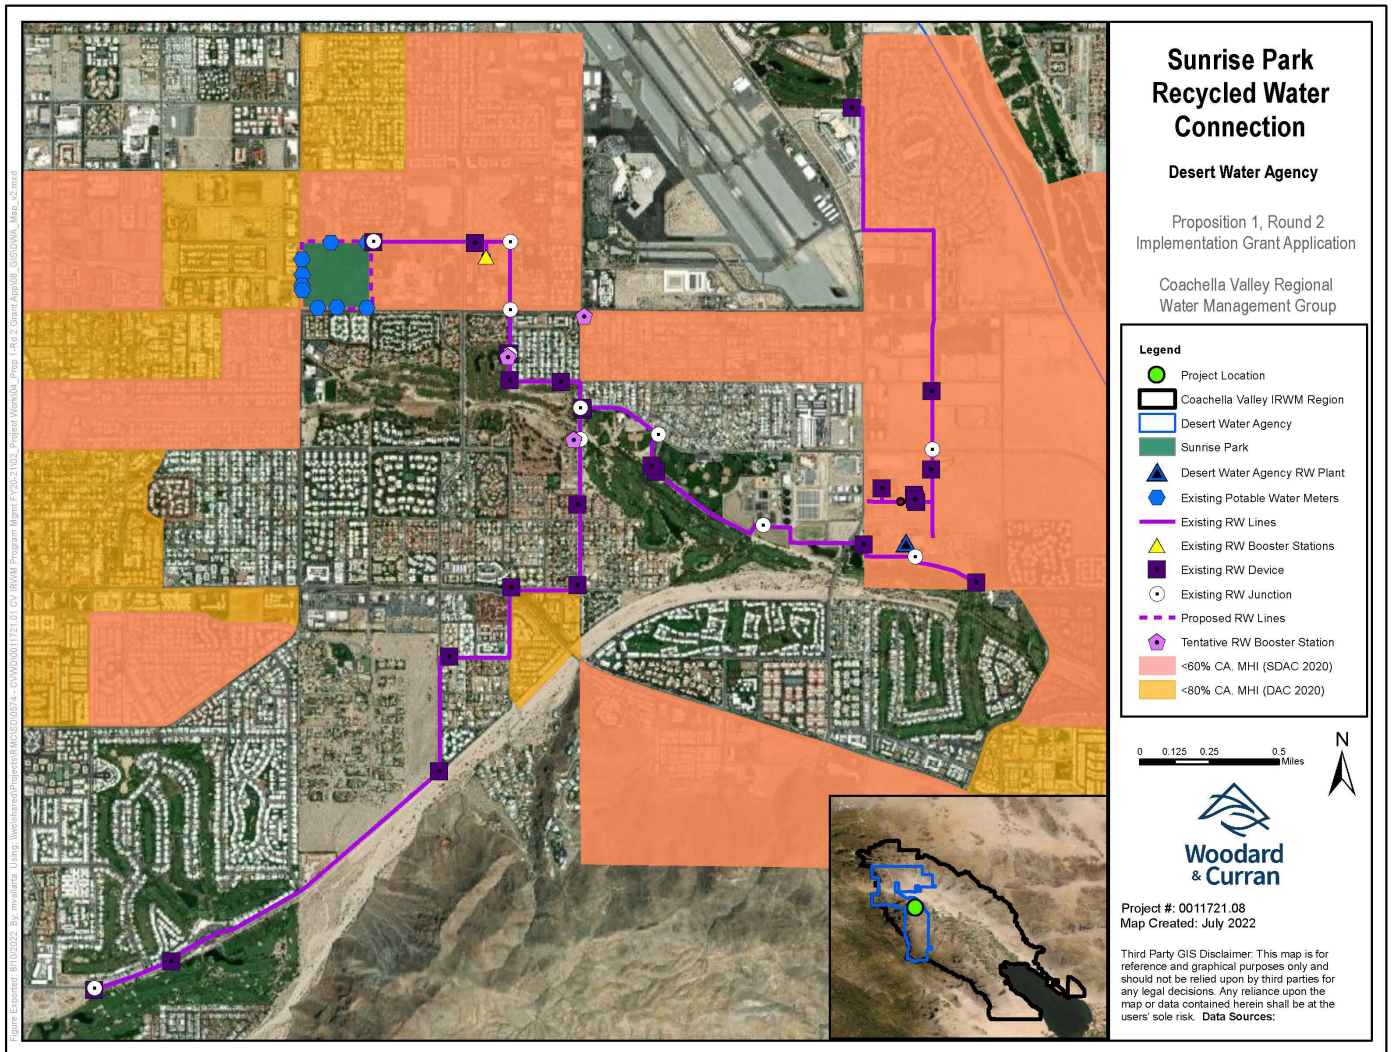 Sunrise Park
Recycled Water
Connection
Desert Water Agency
Proposition 1, Round 2
Implementation Grant Application
Coachella Valley Regional
Water Management Group
Legend
Project Location
Coachella Valley IRWM Region
Desert Water Agency
Sunrise Park
Desert Water Agency RW Plant
Existing Potable Water Meters
Existing RW Lines
Existing RW Booster Stations
Existing RW Device
Existing RW Junction
Proposed RW Lines
Tentative RW Booster Station
<60% CA. MHI (SDAC 2020)
<80% CA. MHI (DAC 2020)
0 0.125 0.25 0.5
Miles
N
Woodard
& Curran
Project #: 0011721.08
Map Created: July 2022
Third Party GIS Disclaimer: This map is for
reference and graphical purposes only and
should not be relied upon by third parties for
any legal decisions. Any reliance upon the
map or data contained herein shall be at the
users' sole risk. Data Sources: